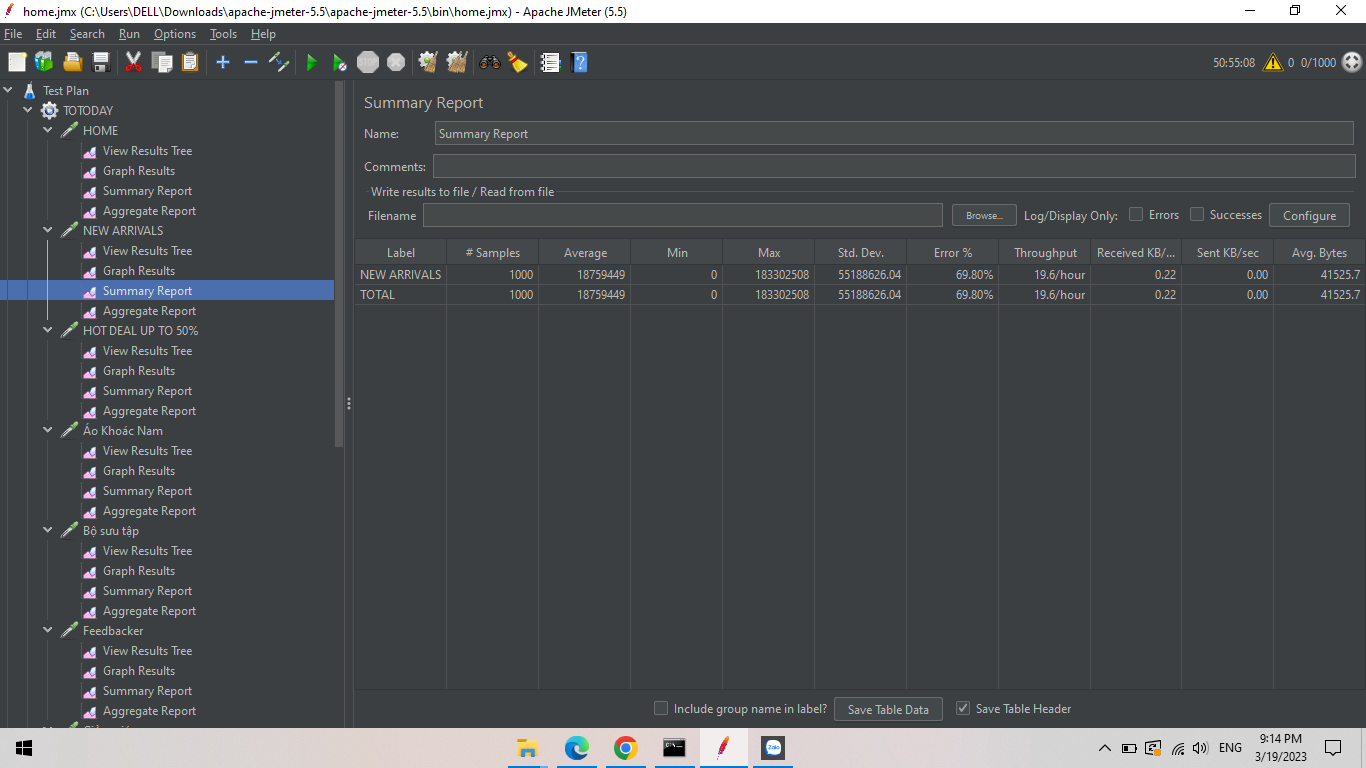 home.jmx (C:\Users\DELL\Downloads\apache-jmeter-5.5\apache-jmeter-5.5\bin\home.jmx) - Apache JMeter (5.5)
File Edit Search Run Options Tools Help
STOP
50:55:08 0 0/1000
Test Plan
TOTODAY
HOME
View Results Tree
Graph Results
Summary Report
Aggregate Report
NEW ARRIVALS
View Results Tree
Graph Results
Summary Report
Aggregate Report
HOT DEAL UP TO 50%
View Results Tree
Graph Results
Summary Report
Aggregate Report
Áo Khoác Nam
View Results Tree
Graph Results
Summary Report
Aggregate Report
Bộ sưu tập
View Results Tree
Graph Results
Summary Report
Aggregate Report
Feedbacker
View Results Tree
Graph Results
Summary Report
Aggregate Report
Summary Report
Name: Summary Report
Comments:
Write results to file / Read from file
Filename Browse... Log/Display Only: Errors Successes Configure
Label # Samples Average Min Max Std. Dev. Error % Throughput Received KB/... Sent KB/sec Avg. Bytes
NEW ARRIVALS 1000 18759449 0 183302508 55188626.04 69.80% 19.6/hour 0.22 0.00 41525.7
TOTAL 1000 18759449 0 183302508 55188626.04 69.80% 19.6/hour 0.22 0.00 41525.7
Include group name in label? Save Table Data Save Table Header
Zalo
ENG
9:14 PM
3/19/2023